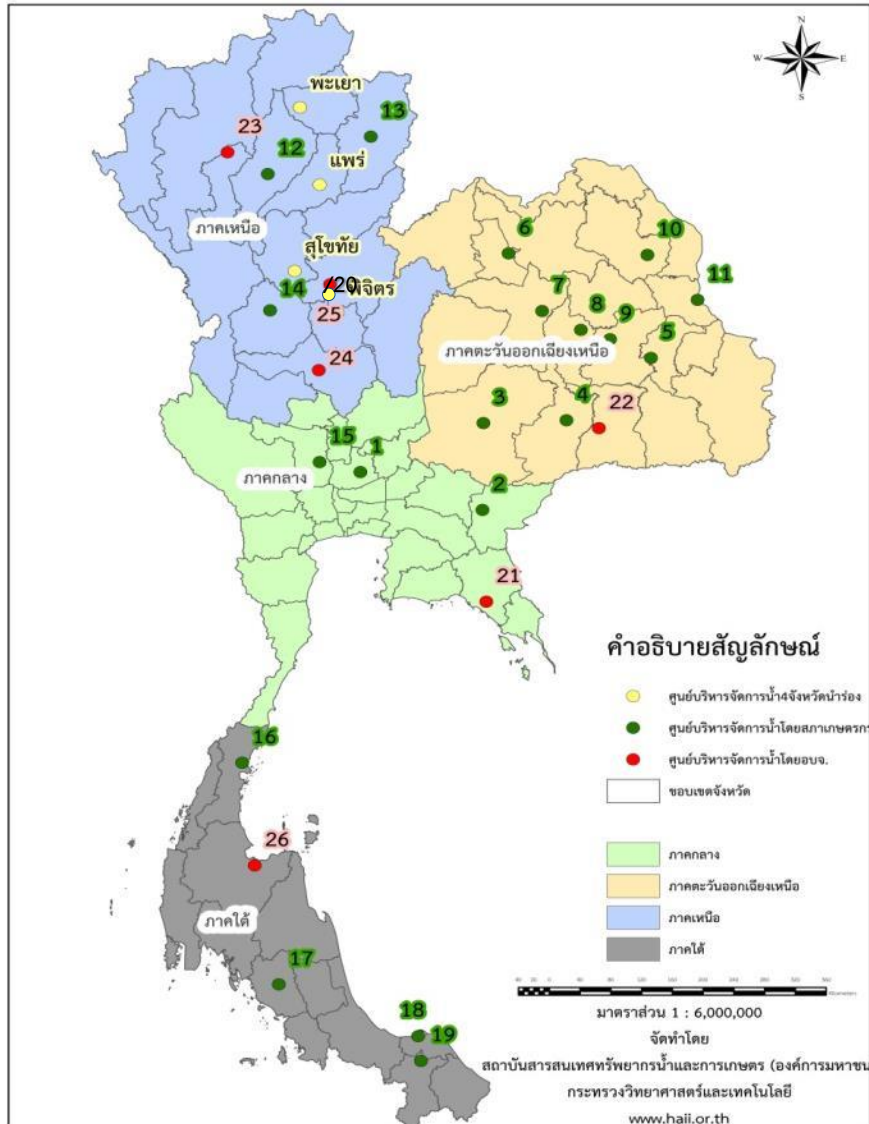 N
W E
S
พะเยา
13
23
12
แพร่
ภาคเหนือ
6
10
สุโขทัย
11
14
/20
พิจิตร
7
8
9
25
5
ภาคตะวันออกเฉียงเหนือ
24
3
4
22
15
1
ภาคกลาง
2
21
คำอธิบายสัญลักษณ์
ศูนย์บริหารจัดการน้ำ4จังหวัดนำร่อง
ศูนย์บริหารจัดการน้ำโดยสภาเกษตรก
ศูนย์บริหารจัดการน้ำโดยอบจ.
ขอบเขตจังหวัด
16
26
ภาคกลาง
ภาคตะวันออกเฉียงเหนือ
ภาคเหนือ
ภาคใต้
ภาคใต้
17
18
19
Kilometers
มาตราส่วน 1 : 6,000,000
จัดทำโดย
สถาบันสารสนเทศทรัพยากรน้ำและการเกษตร (องค์การมหาชน
กระทรวงวิทยาศาสตร์และเทคโนโลยี
www.haii.or.th